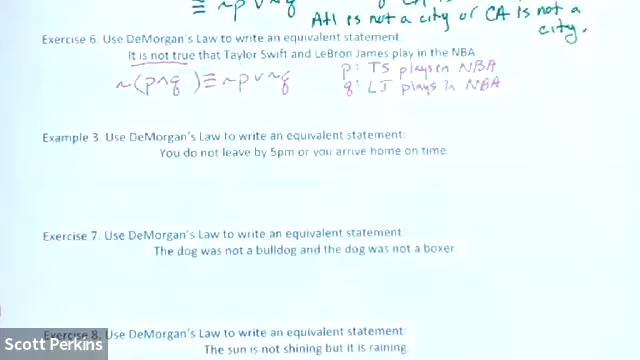 ≡ ~p ∨ ~q
Atl is not a city or CA is not a
city.
Exercise 6. Use DeMorgan's Law to write an equivalent statement:
It is not true that Taylor Swift and LeBron James play in the NBA
~(p∧q) ≡ ~p ∨ ~q
p: TS plays in NBA
q: LJ plays in NBA
Example 3. Use DeMorgan's Law to write an equivalent statement:
You do not leave by 5pm or you arrive home on time.
Exercise 7. Use DeMorgan's Law to write an equivalent statement:
The dog was not a bulldog and the dog was not a boxer
Exercise 8. Use DeMorgan's Law to write an equivalent statement:
The sun is not shining but it is raining.
Scott Perkins